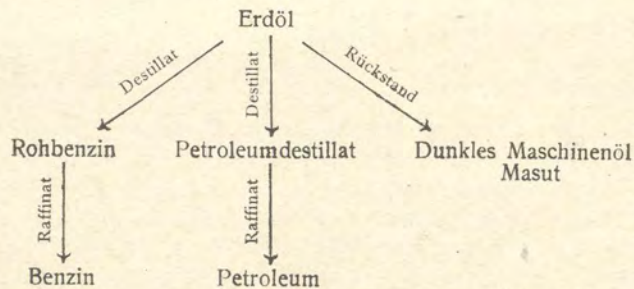 Erdöl
Destillat
Destillat
Rückstand
Rohbenzin
Petroleumdestillat
Dunkles Maschinenöl
Masut
Raffinat
Raffinat
Benzin
Petroleum